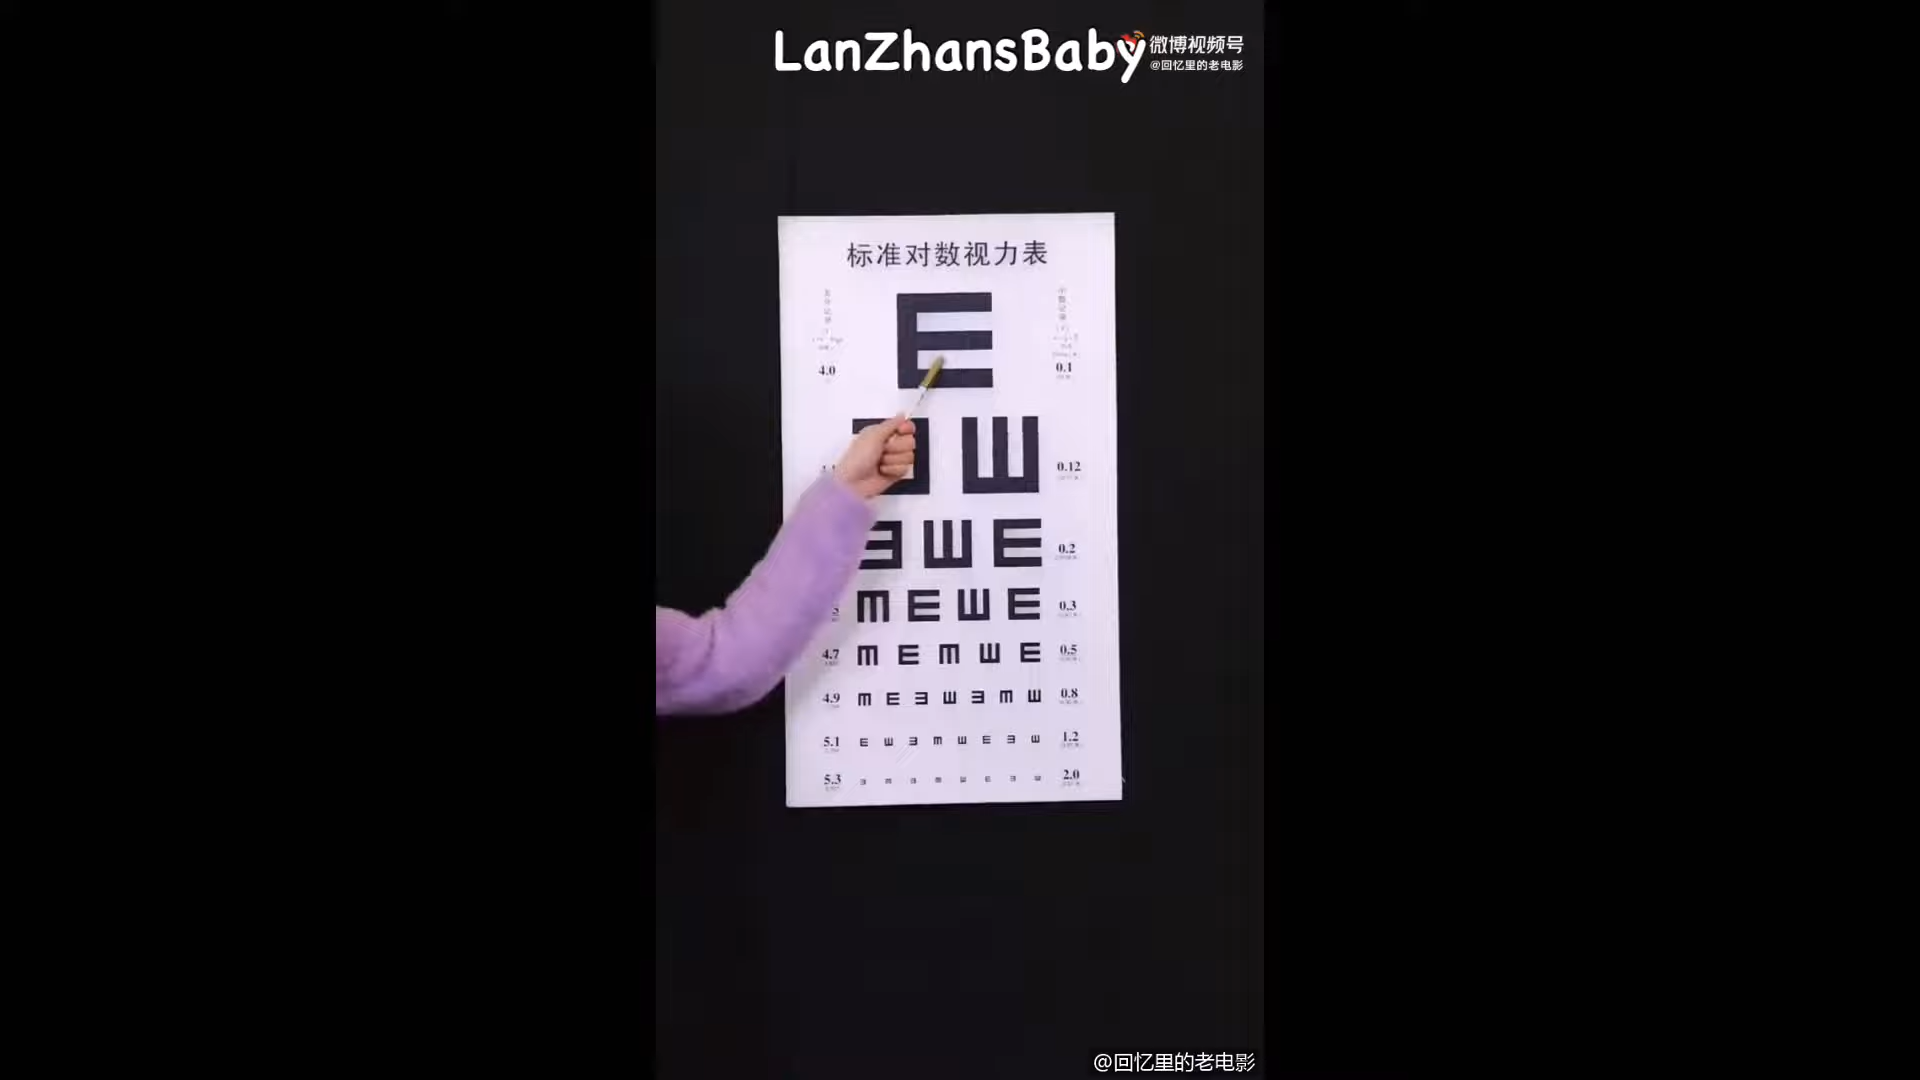 LanZhansBaby
微博视频号
@回忆里的老电影
标准对数视力表
E
4.0 0.1
Ш 0.12
Ǝ Ш E 0.2
M E Ш E 0.3
4.7 M E M Ш E 0.5
4.9 M E Ǝ Ш Ǝ M Ш 0.8
5.1 E Ш Ǝ M Ш E Ǝ Ш 1.2
5.3 Ǝ M Ǝ M Ш E Ǝ Ш 2.0
@回忆里的老电影